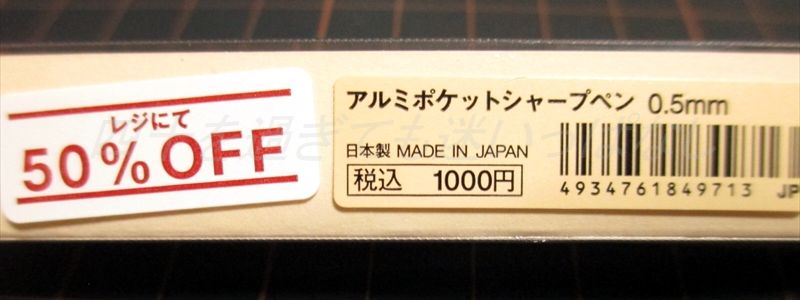 レジにて
50%OFF
アルミポケットシャープペン 0.5mm
日本製 MADE IN JAPAN
税込 1000円
4934761849713 JP